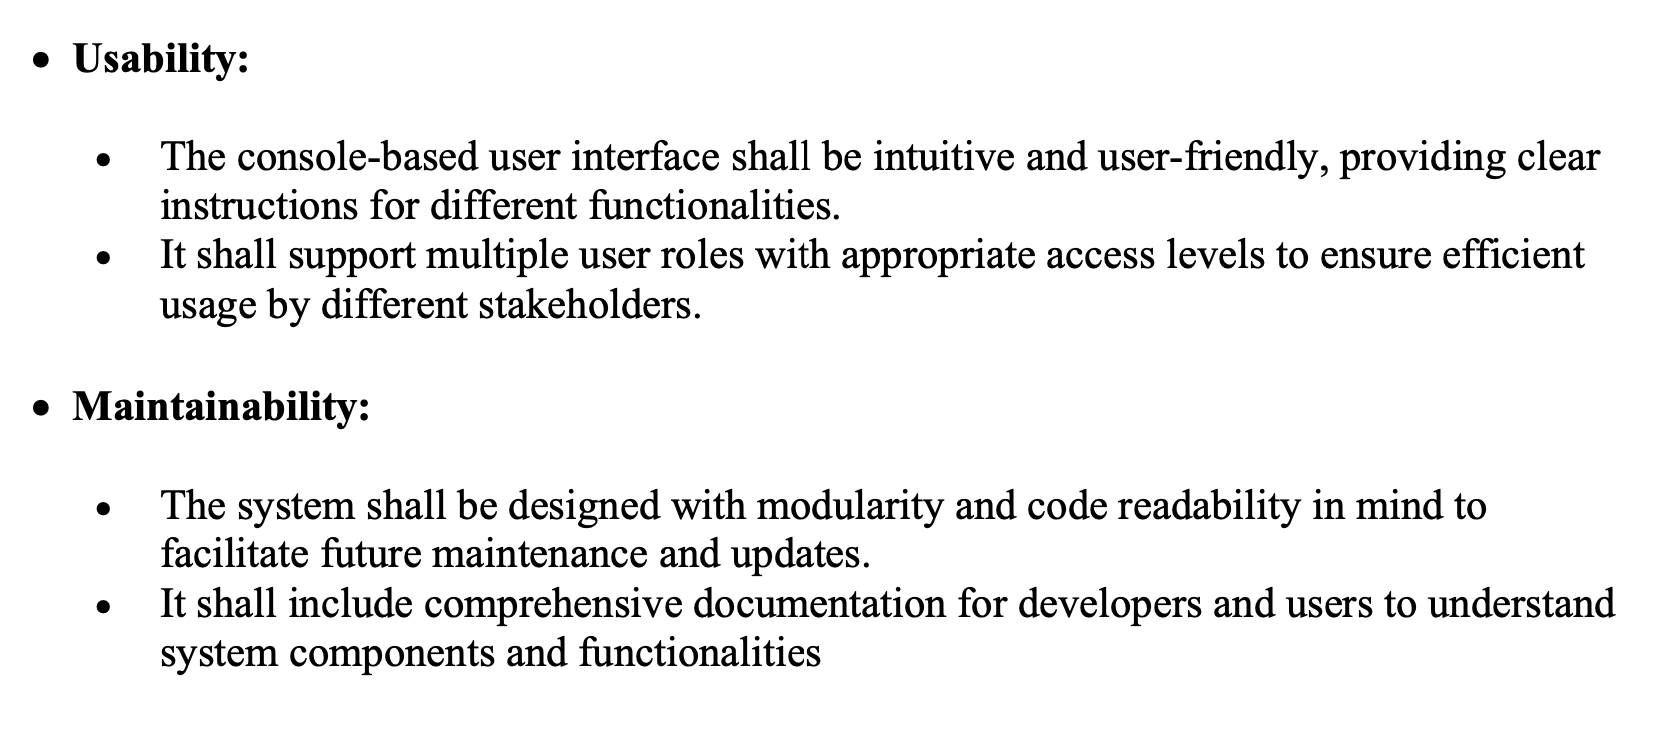 • Usability:
• The console-based user interface shall be intuitive and user-friendly, providing clear
instructions for different functionalities.
• It shall support multiple user roles with appropriate access levels to ensure efficient
usage by different stakeholders.
• Maintainability:
• The system shall be designed with modularity and code readability in mind to
facilitate future maintenance and updates.
• It shall include comprehensive documentation for developers and users to understand
system components and functionalities